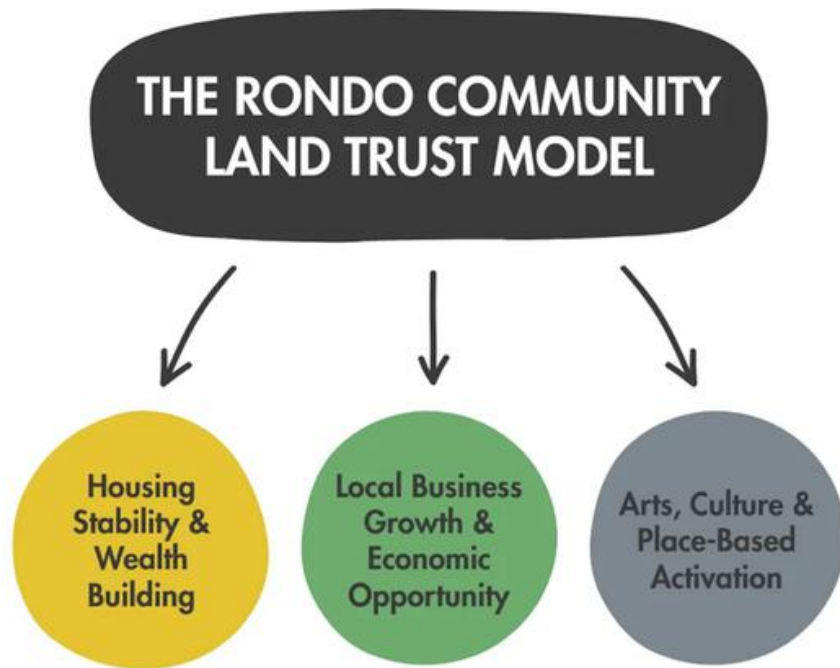 THE RONDO COMMUNITY
LAND TRUST MODEL
Housing
Stability &
Wealth
Building
Local Business
Growth &
Economic
Opportunity
Arts, Culture &
Place-Based
Activation